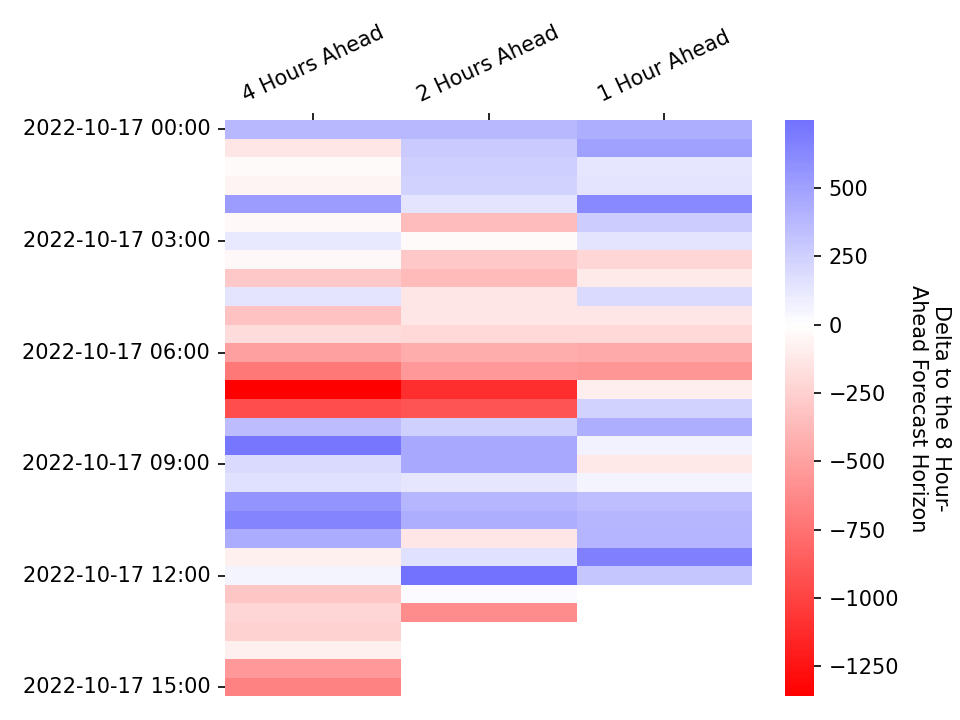 4 Hours Ahead
2 Hours Ahead
1 Hour Ahead
2022-10-17 00:00
2022-10-17 03:00
2022-10-17 06:00
2022-10-17 09:00
2022-10-17 12:00
2022-10-17 15:00
500
250
0
−250
−500
−750
−1000
−1250
Delta to the 8 Hour-
Ahead Forecast Horizon